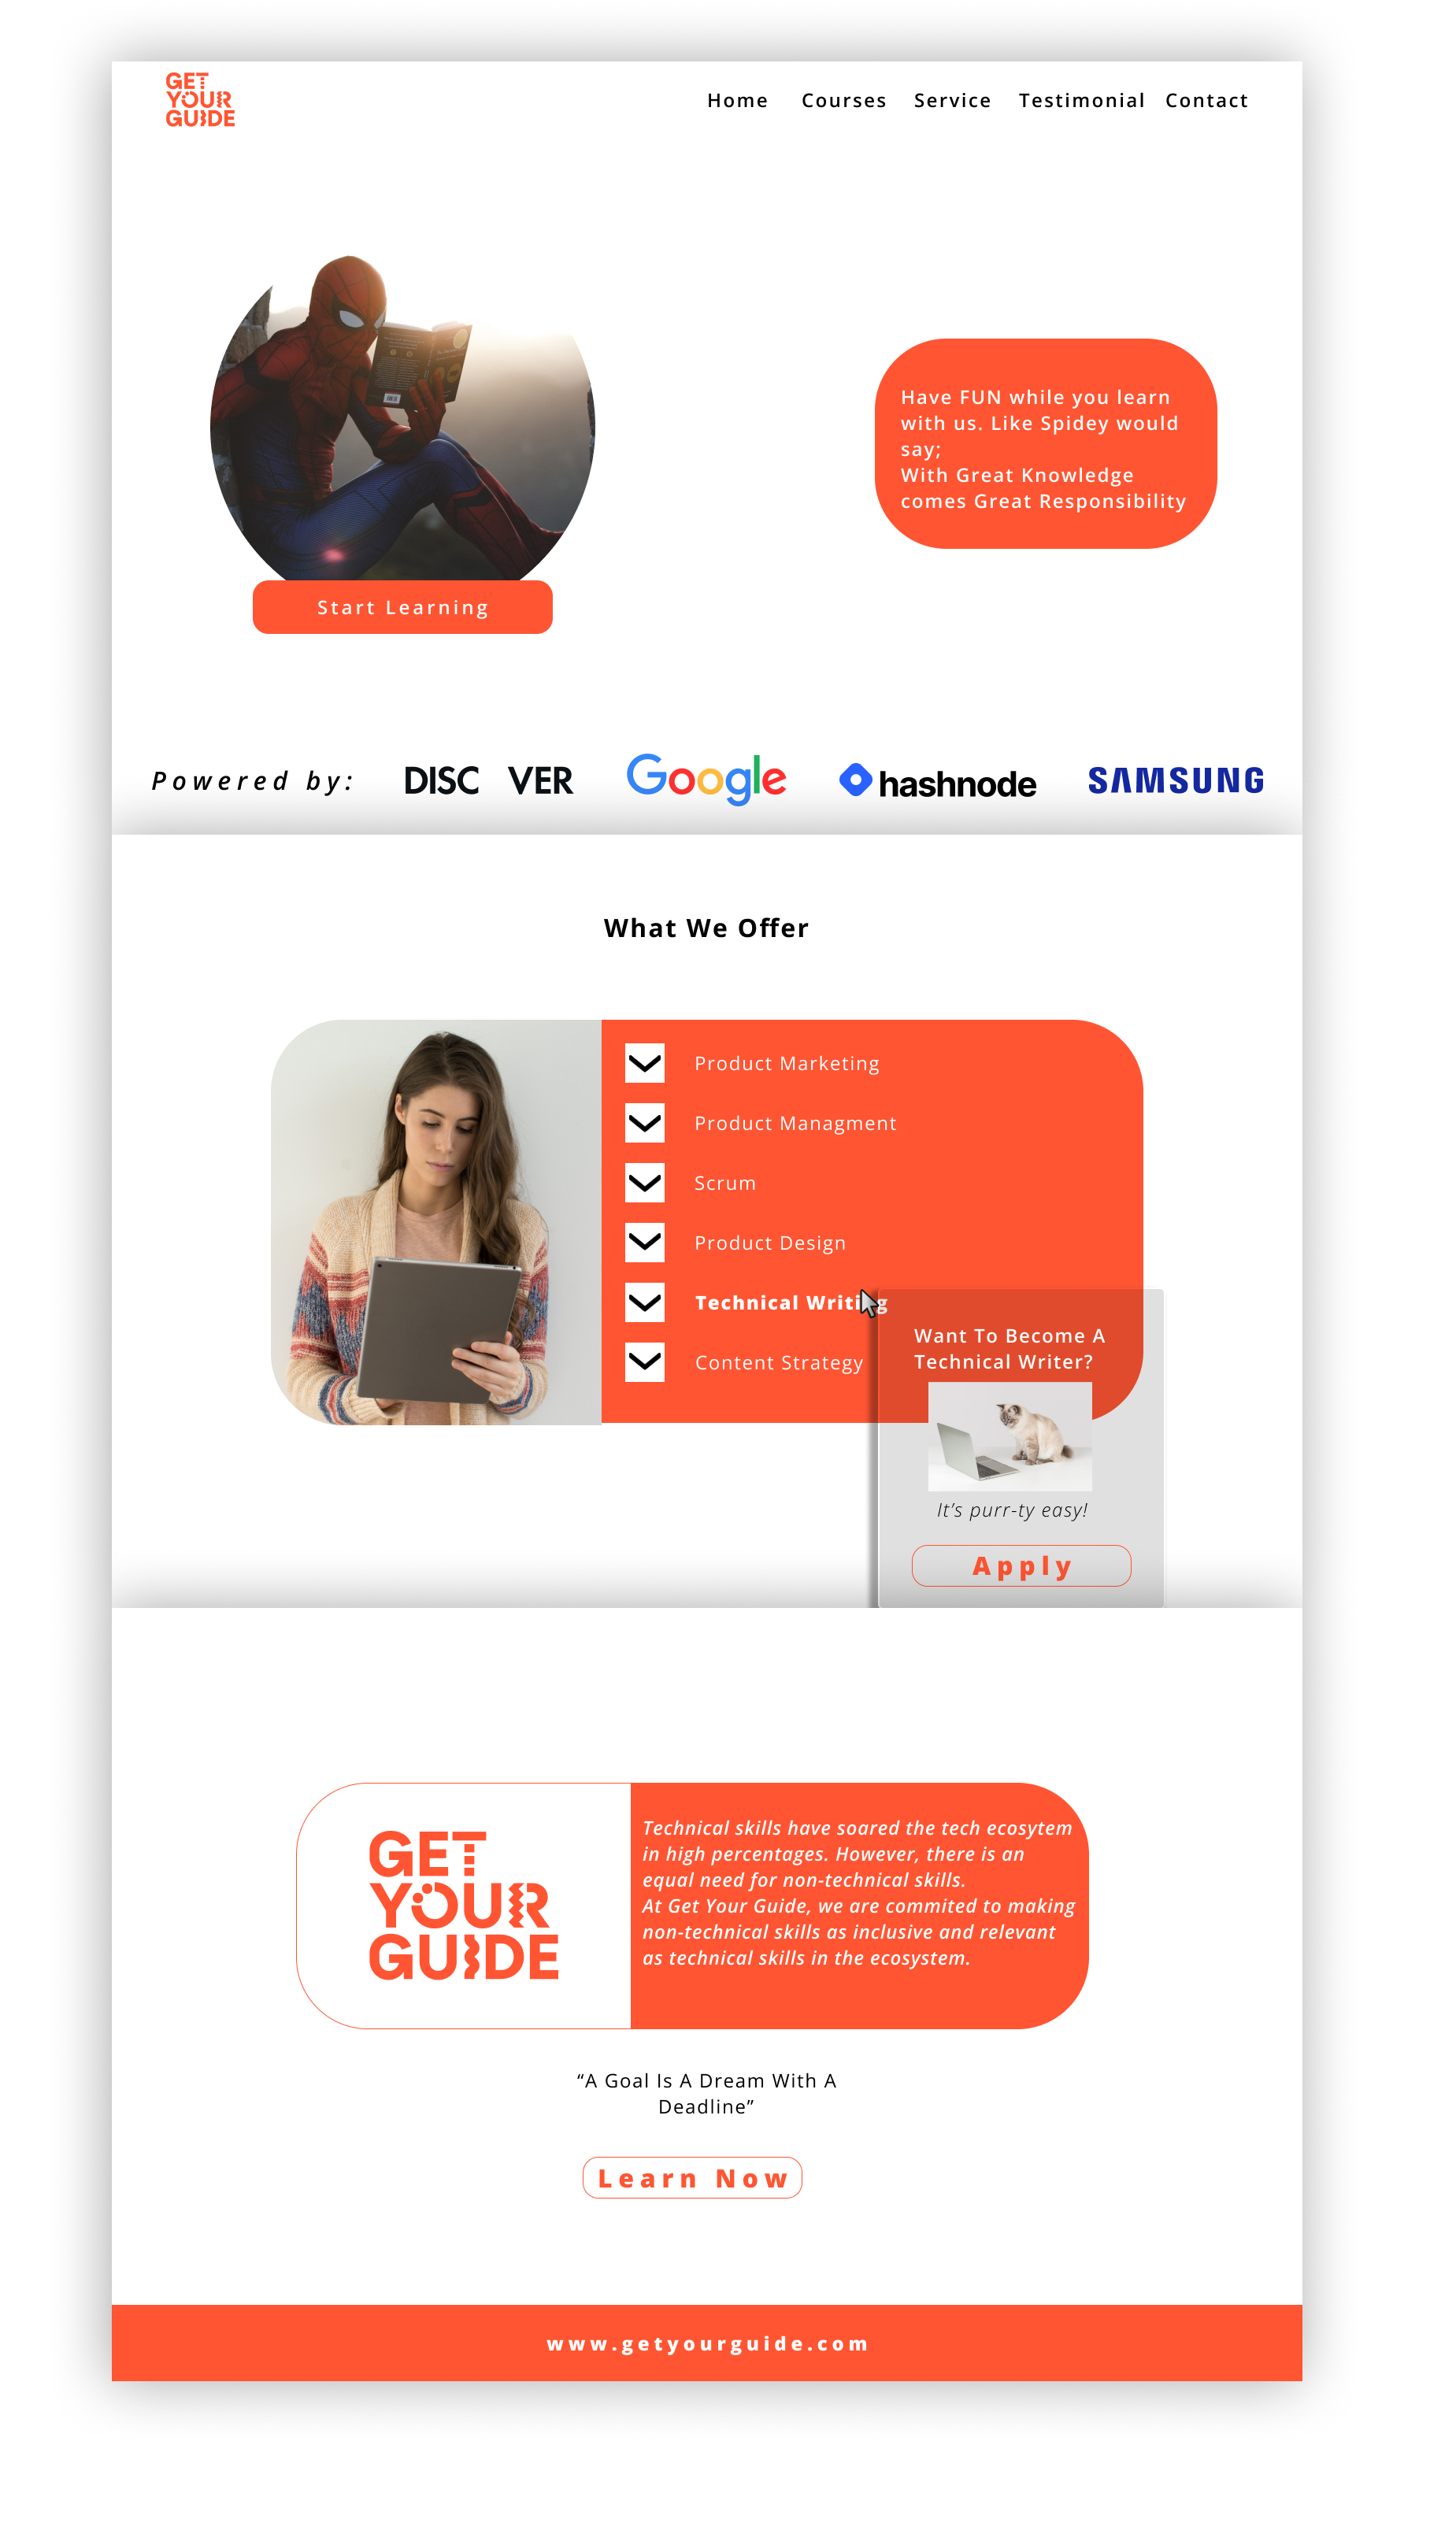 GET
YOUR
GUIDE
Home Courses Service Testimonial Contact
Have FUN while you learn
with us. Like Spidey would
say;
With Great Knowledge
comes Great Responsibility
Start Learning
Powered by: DISC VER Google hashnode SAMSUNG
What We Offer
Product Marketing
Product Managment
Scrum
Product Design
Technical Writing
Content Strategy
Want To Become A
Technical Writer?
It's purr-ty easy!
Apply
GET
YOUR
GUIDE
Technical skills have soared the tech ecosytem
in high percentages. However, there is an
equal need for non-technical skills.
At Get Your Guide, we are commited to making
non-technical skills as inclusive and relevant
as technical skills in the ecosystem.
“A Goal Is A Dream With A
Deadline”
Learn Now
www.getyourguide.com